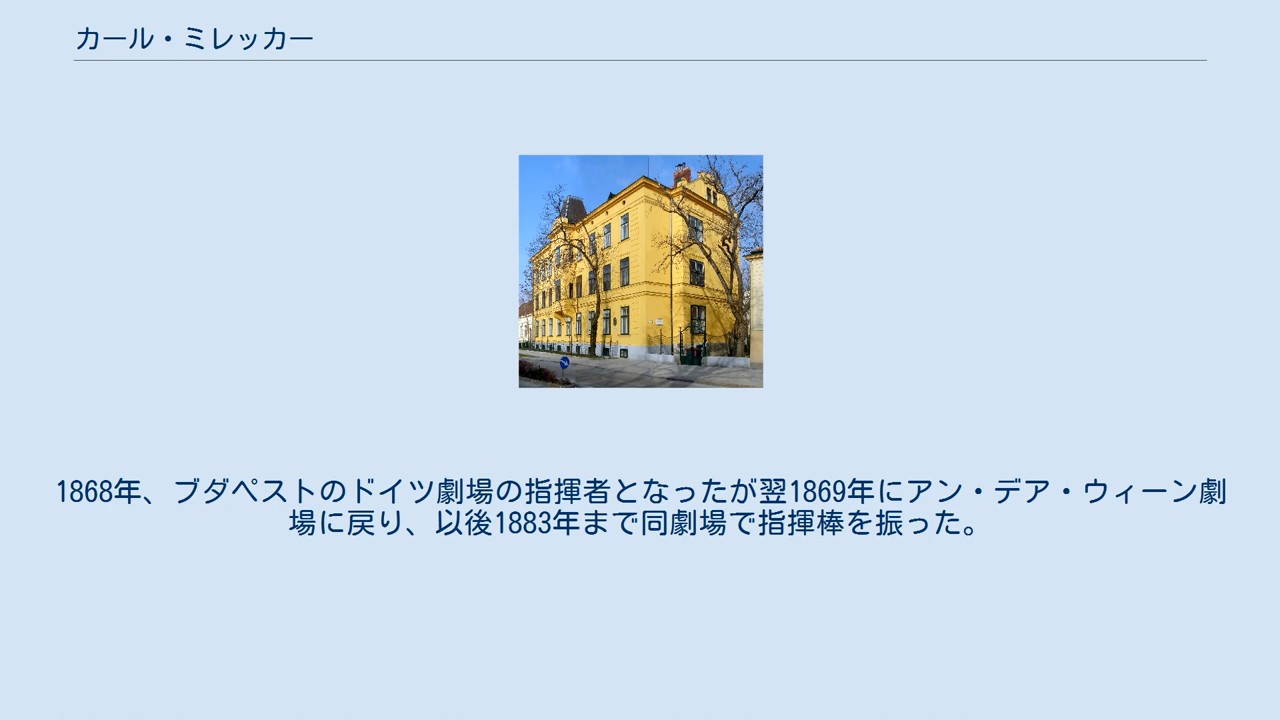 カール・ミレッカー
1868年、ブダペストのドイツ劇場の指揮者となったが翌1869年にアン・デア・ウィーン劇
場に戻り、以後1883年まで同劇場で指揮棒を振った。